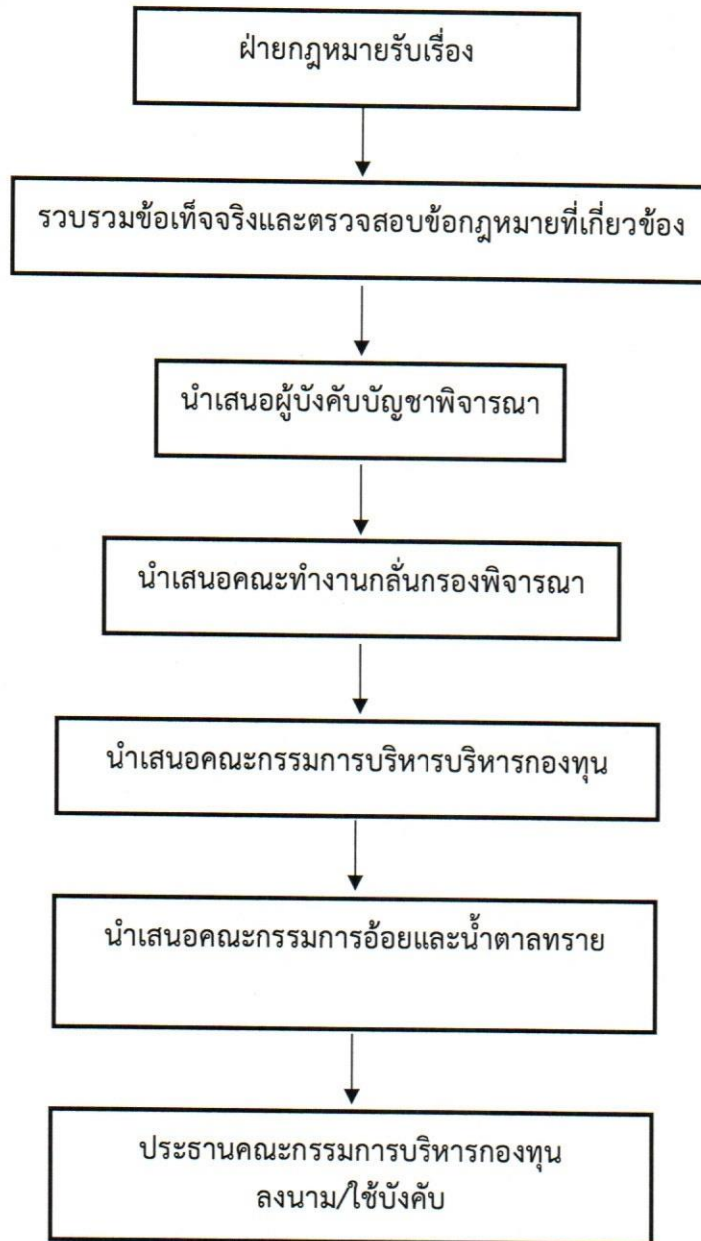 ฝ่ายกฎหมายรับเรื่อง
รวบรวมข้อเท็จจริงและตรวจสอบข้อกฎหมายที่เกี่ยวข้อง
นำเสนอผู้บังคับบัญชาพิจารณา
นำเสนอคณะทำงานกลั่นกรองพิจารณา
นำเสนอคณะกรรมการบริหารบริหารกองทุน
นำเสนอคณะกรรมการอ้อยและน้ำตาลทราย
ประธานคณะกรรมการบริหารกองทุน
ลงนาม/ใช้บังคับ